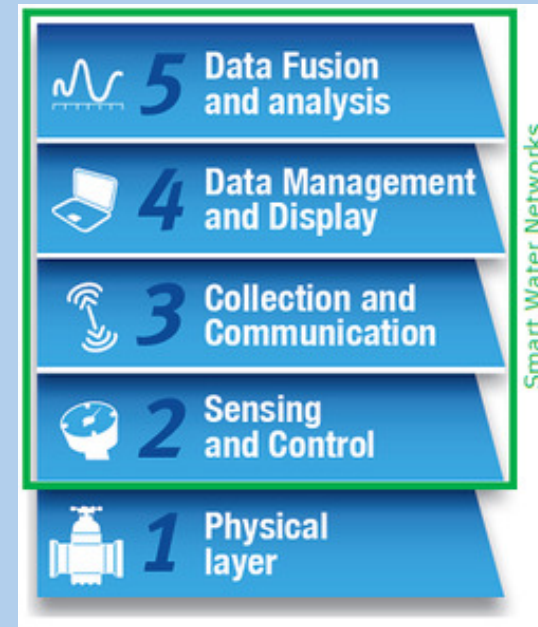 5 Data Fusion
and analysis
4 Data Management
and Display
3 Collection and
Communication
2 Sensing
and Control
1 Physical
layer
Smart Water Networks